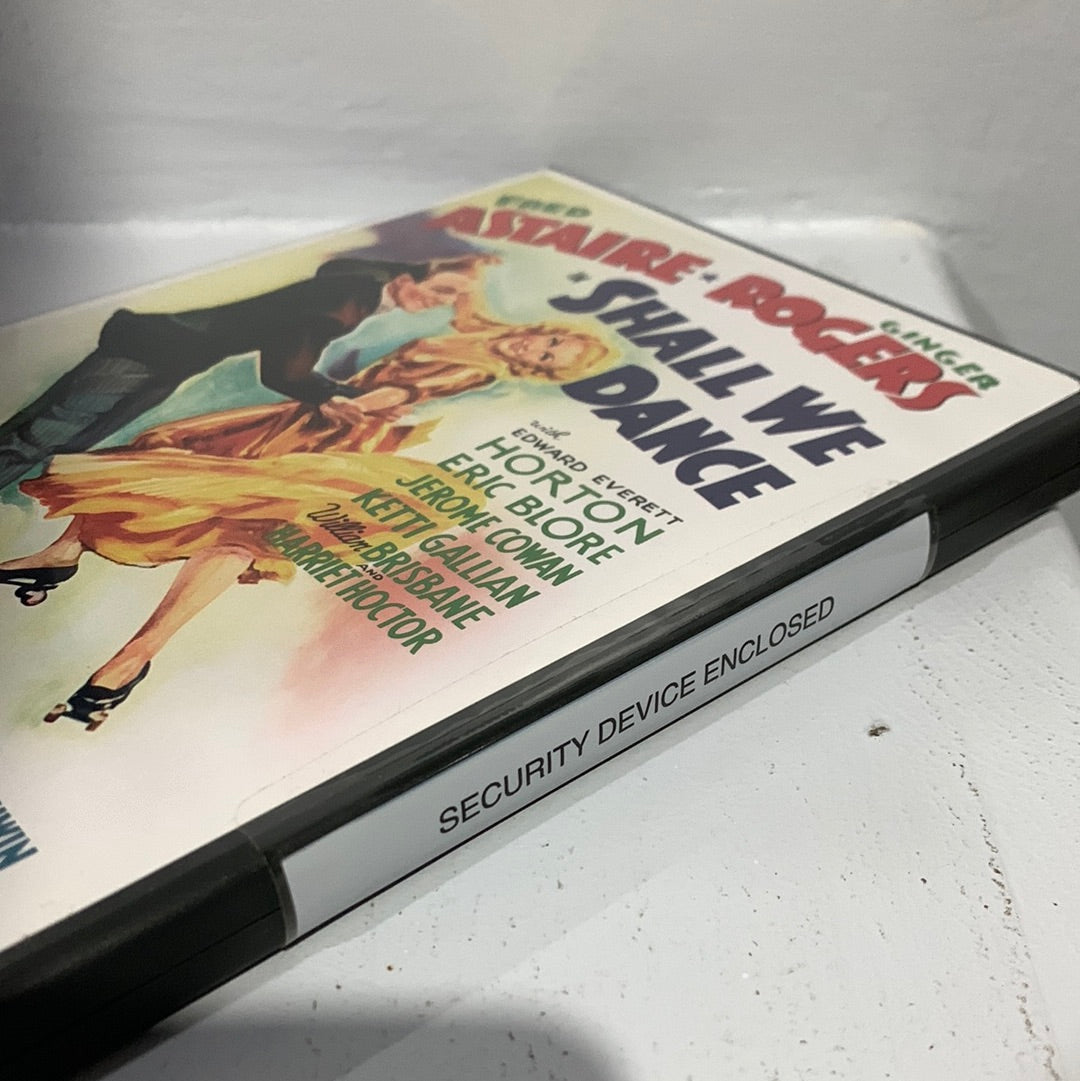 FRED GINGER
ASTAIRE * ROGERS
"SHALL WE
DANCE
with
EDWARD EVERETT
HORTON
ERIC BLORE
JEROME COWAN
KETTI GALLIAN
William BRISBANE
AND
HARRIET HOCTOR
SECURITY DEVICE ENCLOSED